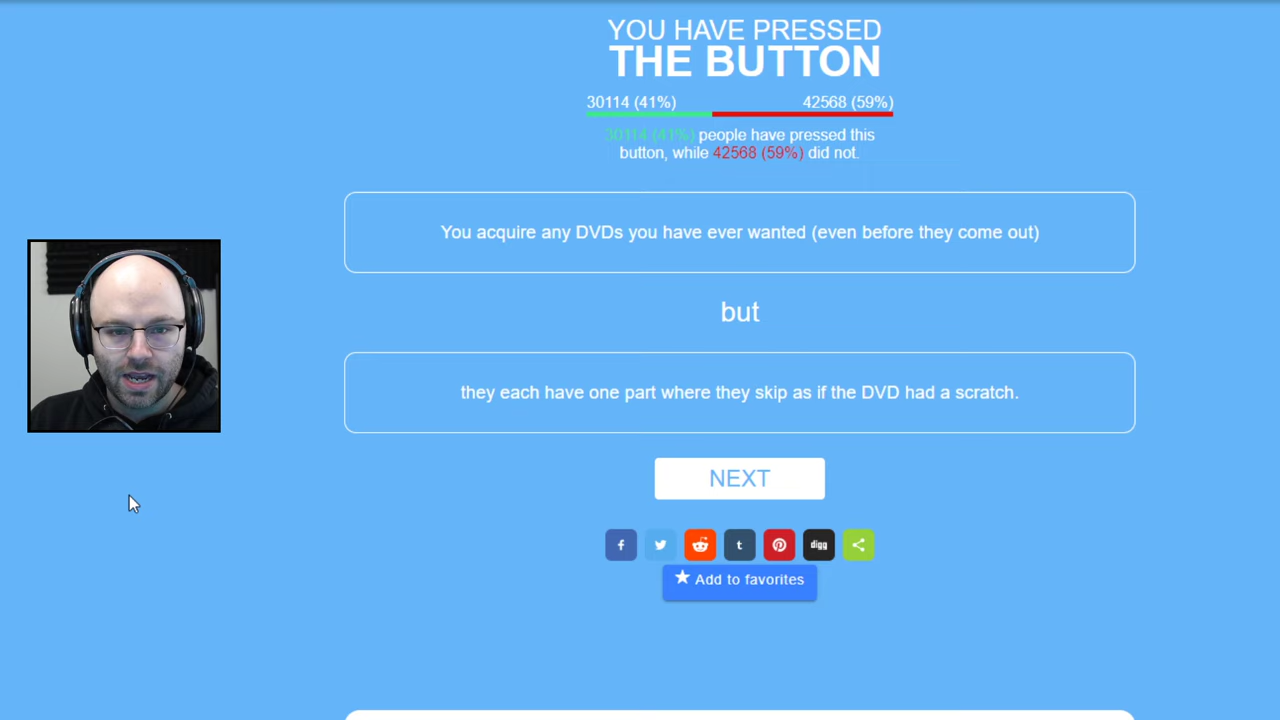 YOU HAVE PRESSED
THE BUTTON
30114 (41%) 42568 (59%)
30114 (41%) people have pressed this
button, while 42568 (59%) did not.
You acquire any DVDs you have ever wanted (even before they come out)
but
they each have one part where they skip as if the DVD had a scratch.
NEXT
f
t
digg
Add to favorites